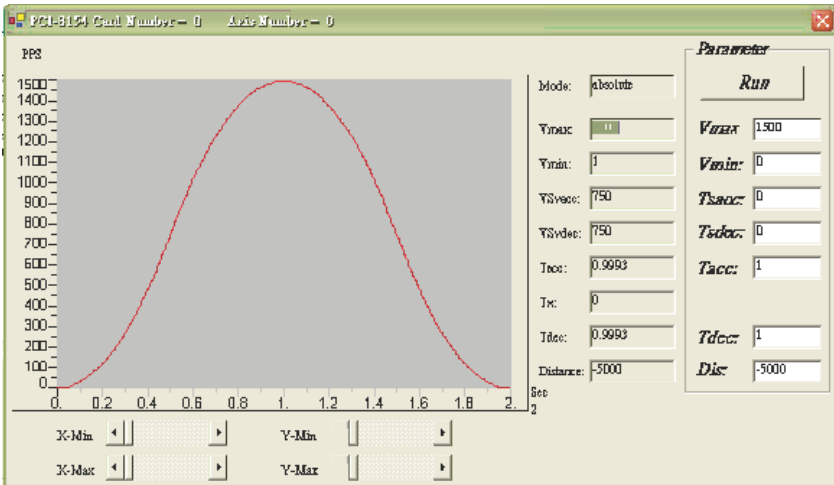 PCI-8154 Card Number = 0 Axis Number = 0
PPS
1500
1400
1300
1200
1100
1000
900
800
700
600
500
400
300
200
100
0
0. 0.2 0.4 0.6 0.8 1. 1.2 1.4 1.6 1.8 2.
Sec
2
X-Min
Y-Min
X-Max
Y-Max
Mode: absolute
Vmax:
Vmin: 1
VSvacc: 750
VSvdec: 750
Tacc: 0.9993
Tx: 0
Tdec: 0.9993
Distance: -5000
Parameter
Run
Vmax 1500
Vmin: 0
Tsacc: 0
Tsdec: 0
Tacc: 1
Tdec: 1
Dis: -5000